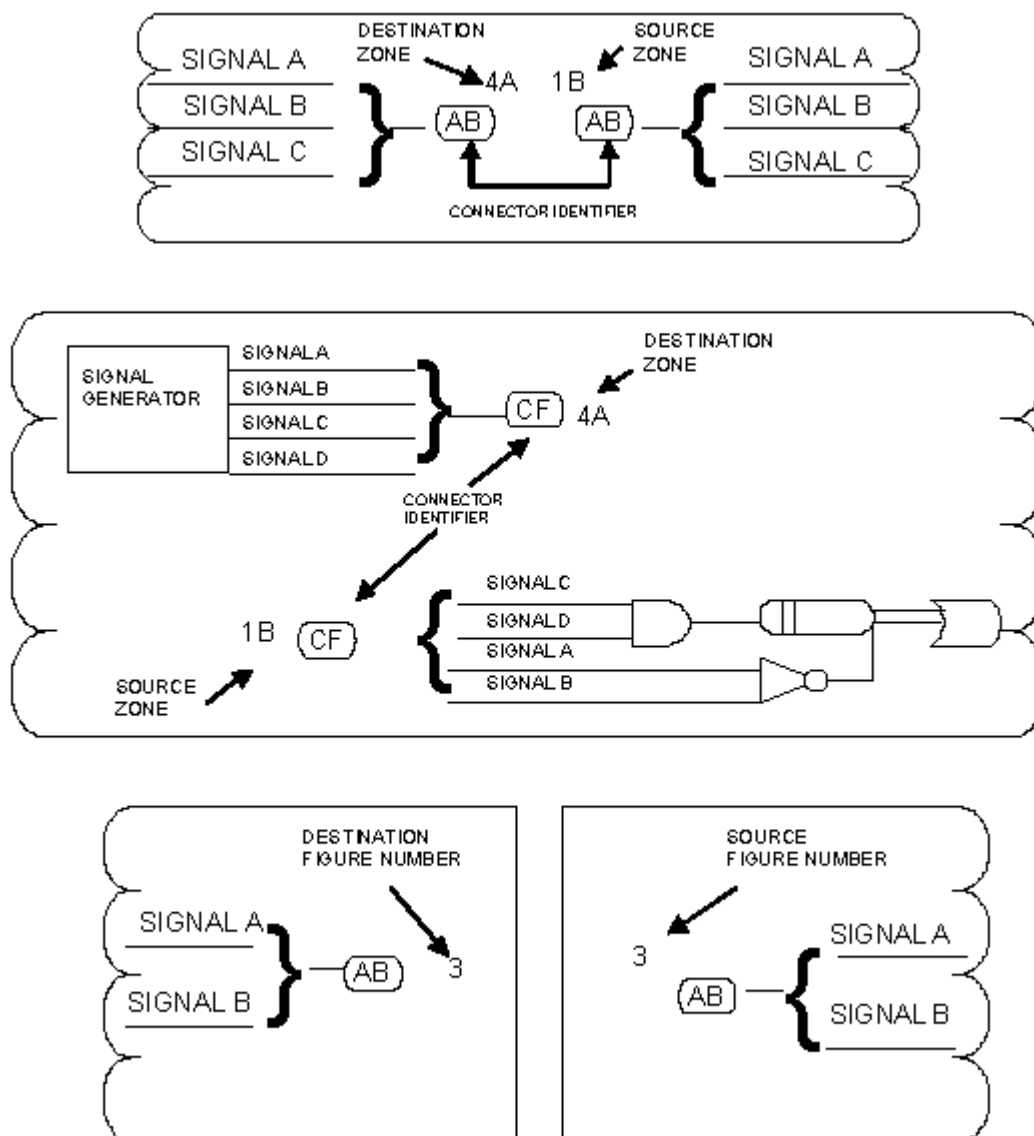 DESTINATION
ZONE
SOURCE
ZONE
SIGNAL A
4A
1B
SIGNAL A
SIGNAL B
AB
AB
SIGNAL B
SIGNAL C
SIGNAL C
CONNECTOR IDENTIFIER
SIGNAL
GENERATOR
SIGNAL A
SIGNAL B
SIGNAL C
SIGNAL D
CF
4A
DESTINATION
ZONE
CONNECTOR
IDENTIFIER
1B
CF
SOURCE
ZONE
SIGNAL C
SIGNAL D
SIGNAL A
SIGNAL B
DESTINATION
FIGURE NUMBER
SIGNAL A
SIGNAL B
AB
3
SOURCE
FIGURE NUMBER
3
AB
SIGNAL A
SIGNAL B